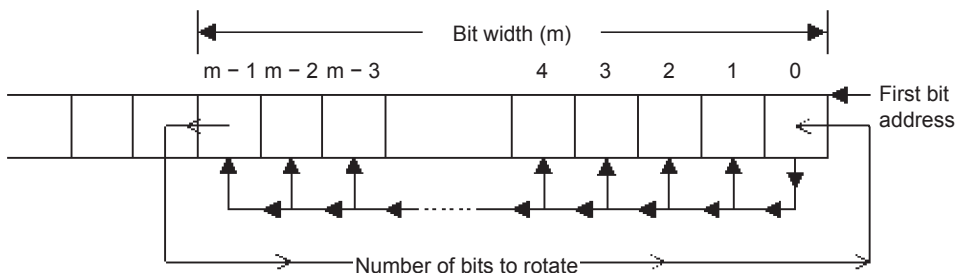 Bit width (m)
m − 1 m − 2 m − 3 4 3 2 1 0
First bit
address
Number of bits to rotate